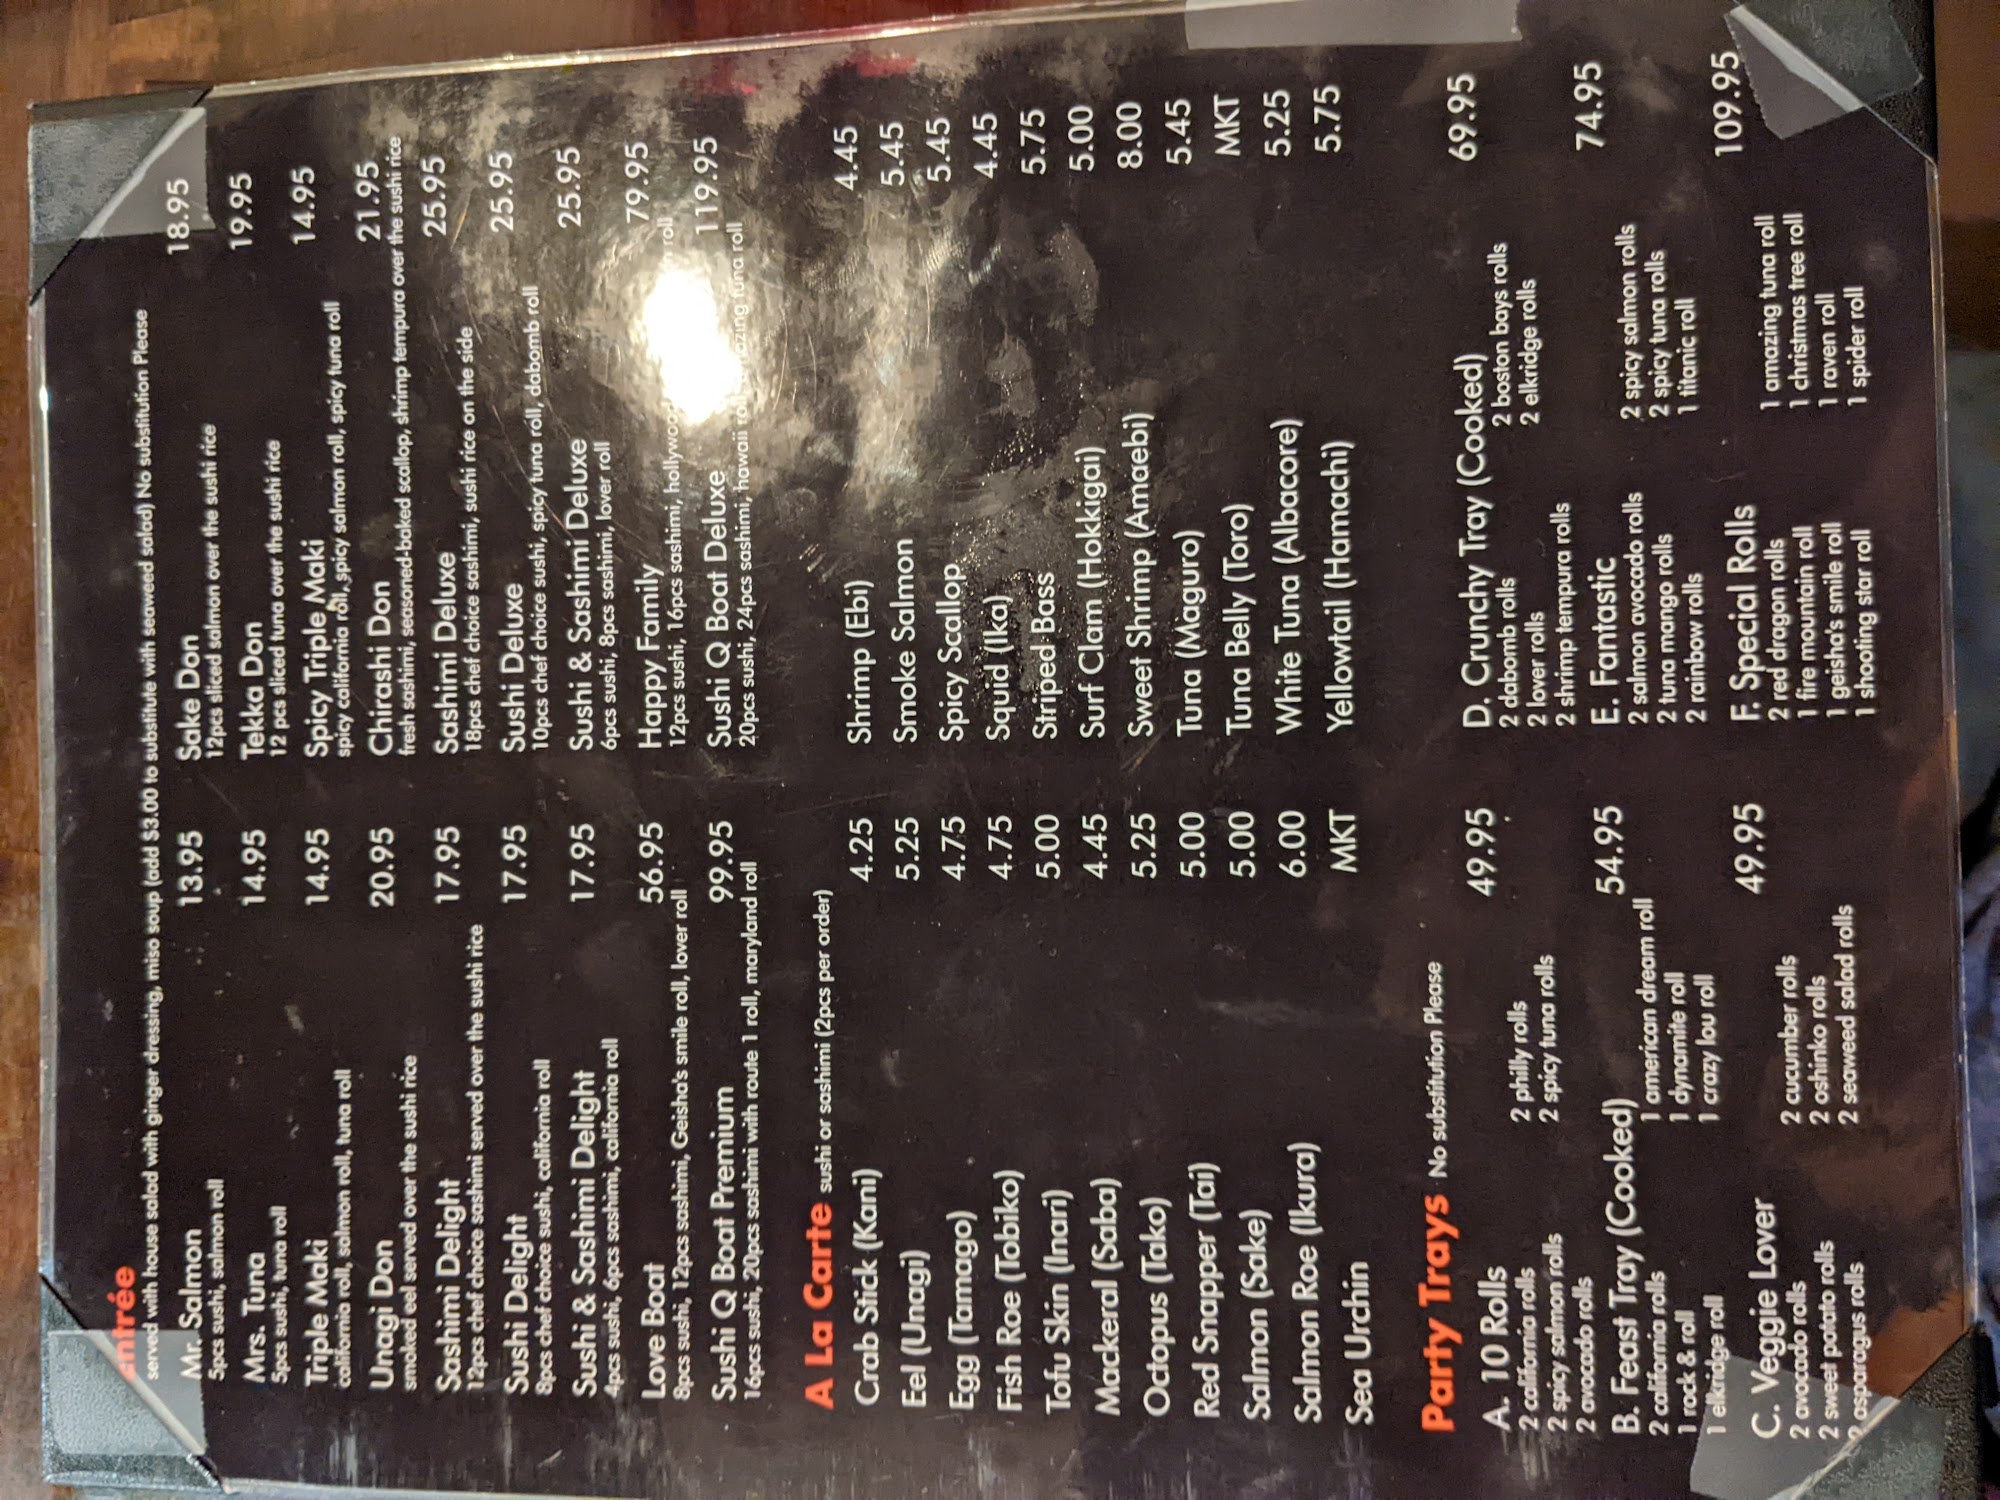 Entrée
served with house salad with ginger dressing, miso soup (add $3.00 to substitute with seaweed salad) No substitution Please
Mr. Salmon 13.95
5pcs sushi, salmon roll
Mrs. Tuna 14.95
5pcs sushi, tuna roll
Triple Maki 14.95
california roll, salmon roll, tuna roll
Unagi Don 20.95
smoked eel served over the sushi rice
Sashimi Delight 17.95
12pcs chef choice sashimi served over the sushi rice
Sushi Delight 17.95
8pcs chef choice sushi, california roll
Sushi & Sashimi Delight 17.95
4pcs sushi, 6pcs sashimi, california roll
Love Boat 56.95
8pcs sushi, 12pcs sashimi, Geisha's smile roll, lover roll
Sushi Q Boat Premium 99.95
16pcs sushi, 20pcs sashimi with route 1 roll, maryland roll
Sake Don 18.95
12pcs sliced salmon over the sushi rice
Tekka Don 19.95
12 pcs sliced tuna over the sushi rice
Spicy Triple Maki 14.95
spicy california roll, spicy salmon roll, spicy tuna roll
Chirashi Don 21.95
fresh sashimi, seasoned-baked scallop, shrimp tempura over the sushi rice
Sashimi Deluxe 25.95
18pcs chef choice sashimi, sushi rice on the side
Sushi Deluxe 25.95
10pcs chef choice sushi, spicy tuna roll, dabomb roll
Sushi & Sashimi Deluxe 25.95
6pcs sushi, 8pcs sashimi, lover roll
Happy Family 79.95
12pcs sushi, 16pcs sashimi, roll
Sushi Q Boat Deluxe 119.95
20pcs sushi, 24pcs sashimi, hawaii tuna roll
A La Carte sushi or sashimi (2pcs per order)
Crab Stick (Kani) 4.25
Eel (Unagi) 5.25
Egg (Tamago) 4.75
Fish Roe (Tobiko) 4.75
Tofu Skin (Inari) 5.00
Mackeral (Saba) 4.45
Octopus (Tako) 5.25
Red Snapper (Tai) 5.00
Salmon (Sake) 5.00
Salmon Roe (Ikura) 6.00
Sea Urchin MKT
Shrimp (Ebi) 4.45
Smoke Salmon 5.45
Spicy Scallop 5.45
Squid (Ika) 4.45
Striped Bass 5.75
Surf Clam (Hokkigai) 5.00
Sweet Shrimp (Amaebi) 8.00
Tuna (Maguro) 5.45
Tuna Belly (Toro) MKT
White Tuna (Albacore) 5.25
Yellowtail (Hamachi) 5.75
Party Trays No substitution Please
A. 10 Rolls 49.95
2 california rolls
2 spicy salmon rolls
2 avocado rolls
2 philly rolls
2 spicy tuna rolls
B. Feast Tray (Cooked) 54.95
2 california rolls
1 rock & roll
1 elkridge roll
1 american dream roll
1 dynamite roll
1 crazy lou roll
C. Veggie Lover 49.95
2 avocado rolls
2 sweet potato rolls
2 asparagus rolls
2 cucumber rolls
2 oshinko rolls
2 seaweed salad rolls
D. Crunchy Tray (Cooked) 69.95
2 dabomb rolls
2 lover rolls
2 shrimp tempura rolls
2 boston bays rolls
2 elkridge rolls
E. Fantastic 74.95
2 salmon avocado rolls
2 tuna mango rolls
2 rainbow rolls
2 spicy salmon rolls
2 spicy tuna rolls
1 titanic roll
F. Special Rolls 109.95
2 red dragon rolls
1 fire mountain roll
1 geisha's smile roll
1 shooting star roll
1 amazing tuna roll
1 christmas tree roll
1 raven roll
1 spider roll